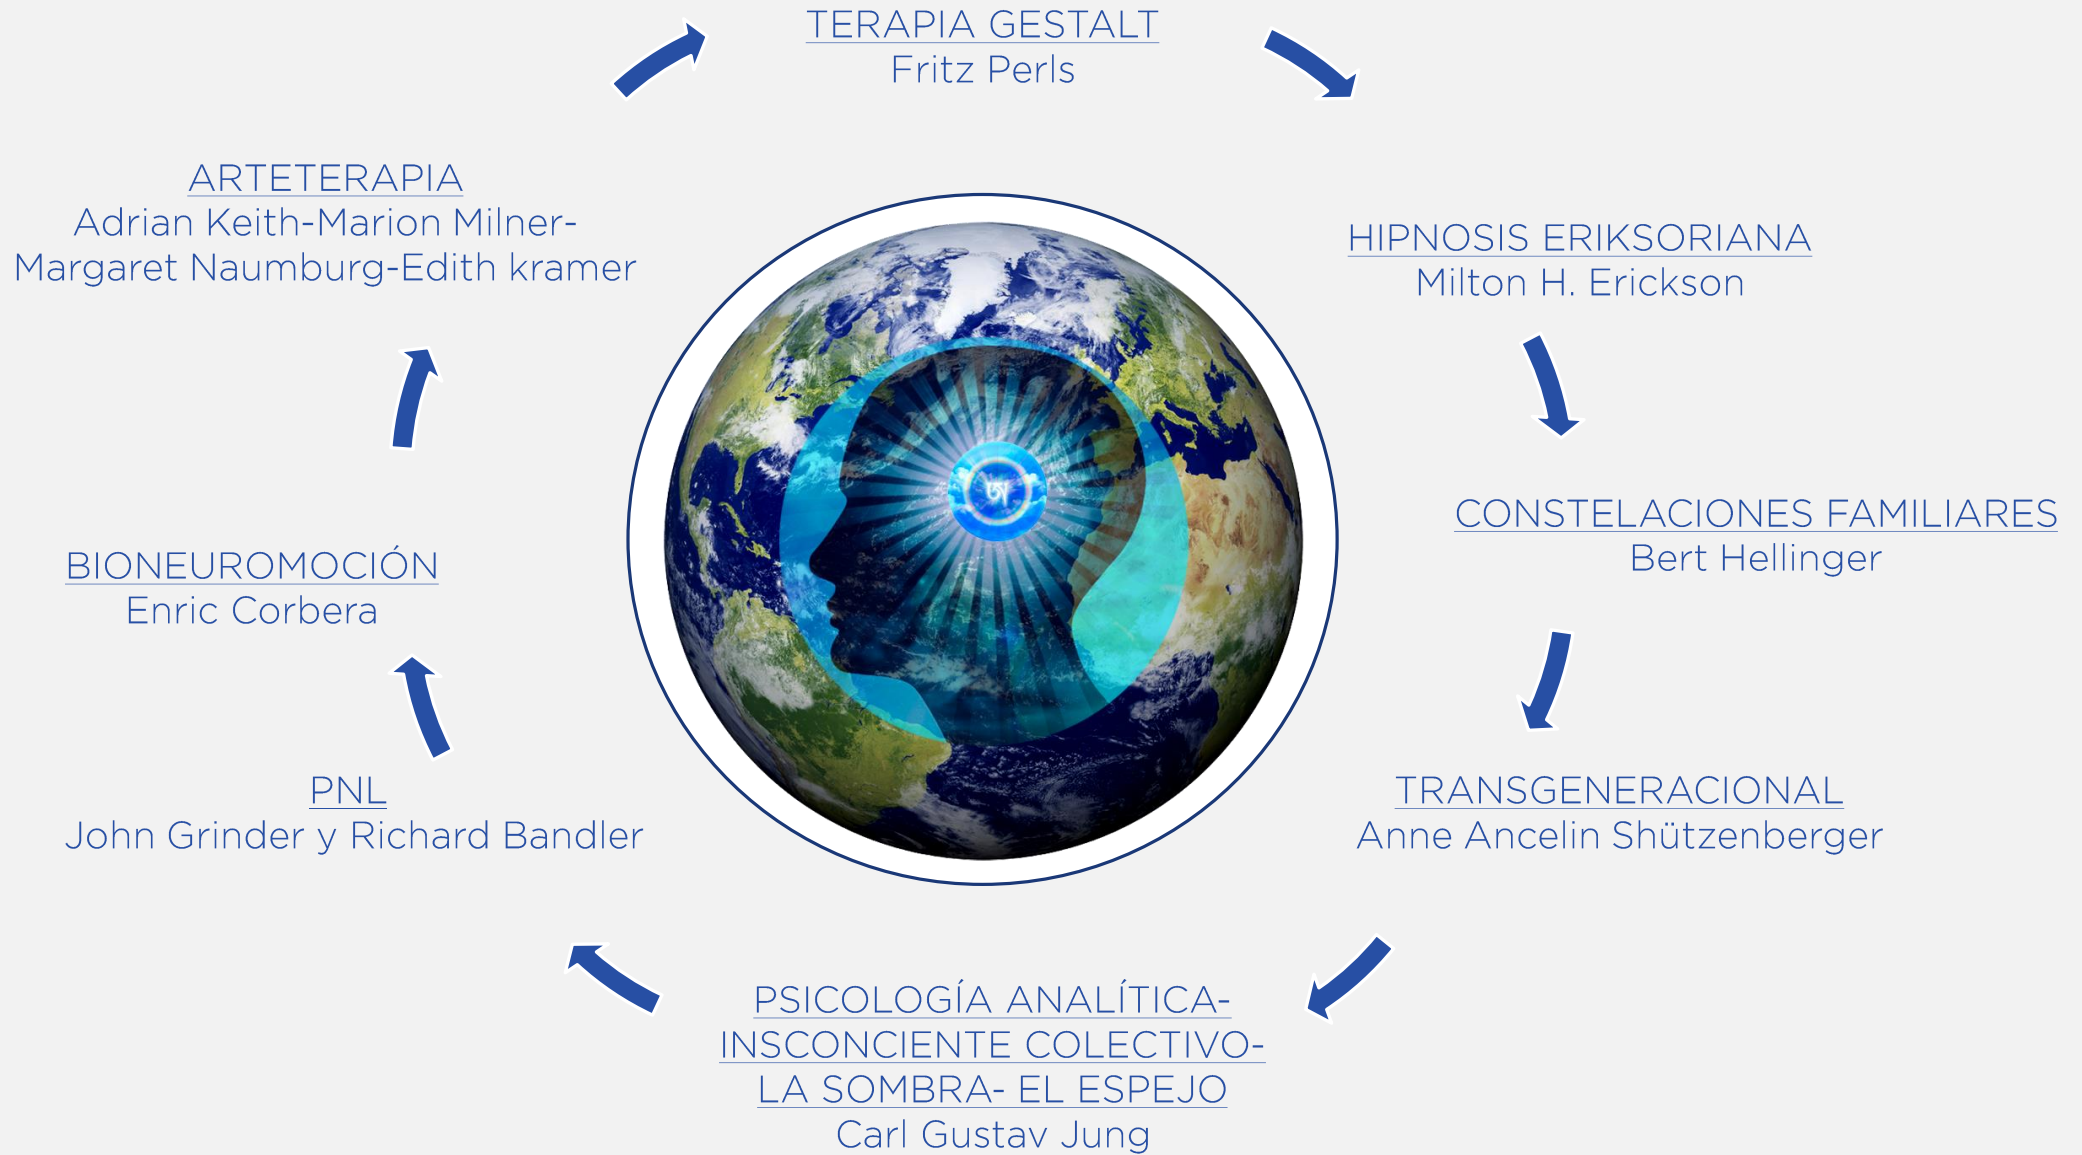 TERAPIA GESTALT
Fritz Perls
HIPNOSIS ERIKSORIANA
Milton H. Erickson
CONSTELACIONES FAMILIARES
Bert Hellinger
TRANSGENERACIONAL
Anne Ancelin Shützenberger
PSICOLOGÍA ANALÍTICA-
INSCONCIENTE COLECTIVO-
LA SOMBRA- EL ESPEJO
Carl Gustav Jung
PNL
John Grinder y Richard Bandler
BIONEUROMOCIÓN
Enric Corbera
ARTETERAPIA
Adrian Keith-Marion Milner-
Margaret Naumburg-Edith kramer